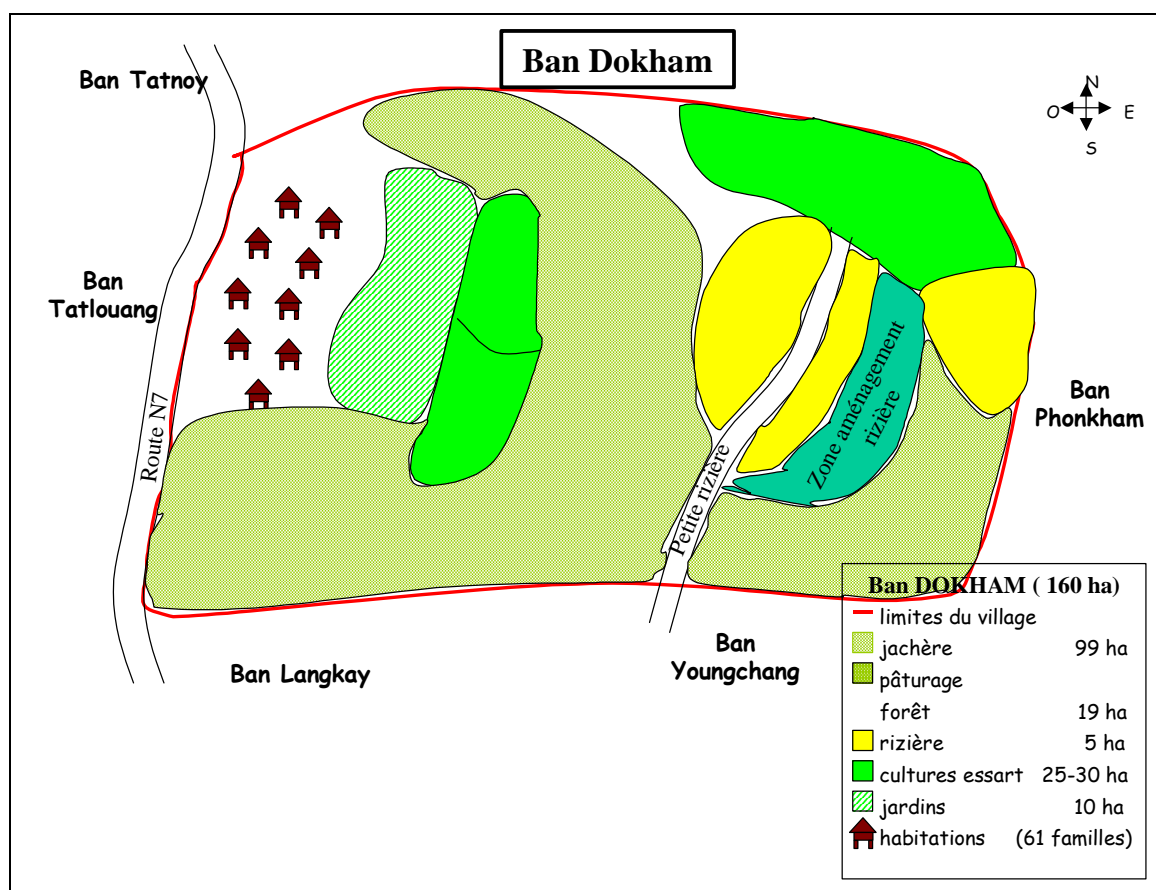 Ban Dokham
Ban Tatnoy
N
O E
S
Ban
Tatlouang
Route N7
Zone aménagement
rizière
Petite rizière
Ban
Phonkham
Ban Langkay
Ban
Youngchang
Ban DOKHAM ( 160 ha)
limites du village
jachère 99 ha
pâturage
forêt 19 ha
rizière 5 ha
cultures essart 25-30 ha
jardins 10 ha
habitations (61 familles)